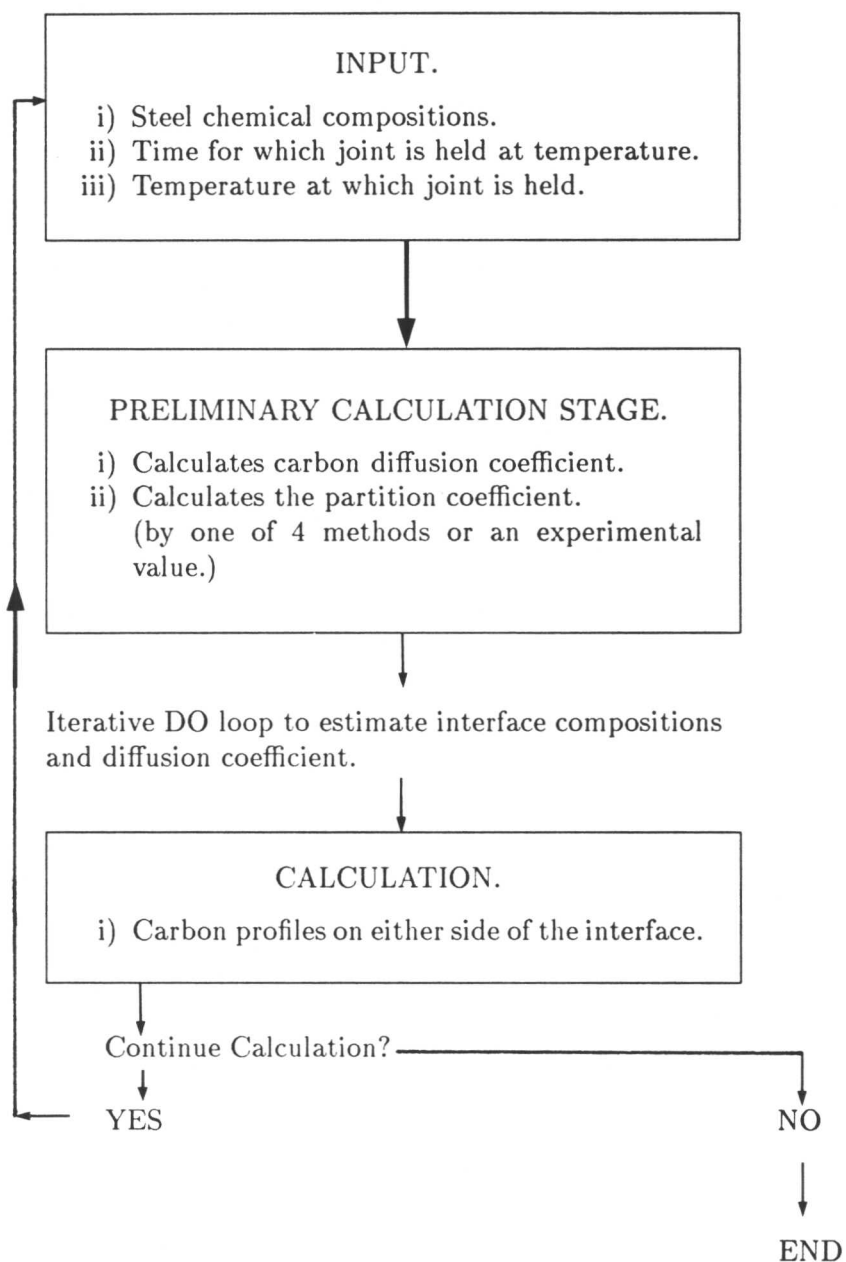 INPUT.
i) Steel chemical compositions.
ii) Time for which joint is held at temperature.
iii) Temperature at which joint is held.
PRELIMINARY CALCULATION STAGE.
i) Calculates carbon diffusion coefficient.
ii) Calculates the partition coefficient.
(by one of 4 methods or an experimental
value.)
Iterative DO loop to estimate interface compositions
and diffusion coefficient.
CALCULATION.
i) Carbon profiles on either side of the interface.
Continue Calculation?
YES
NO
END